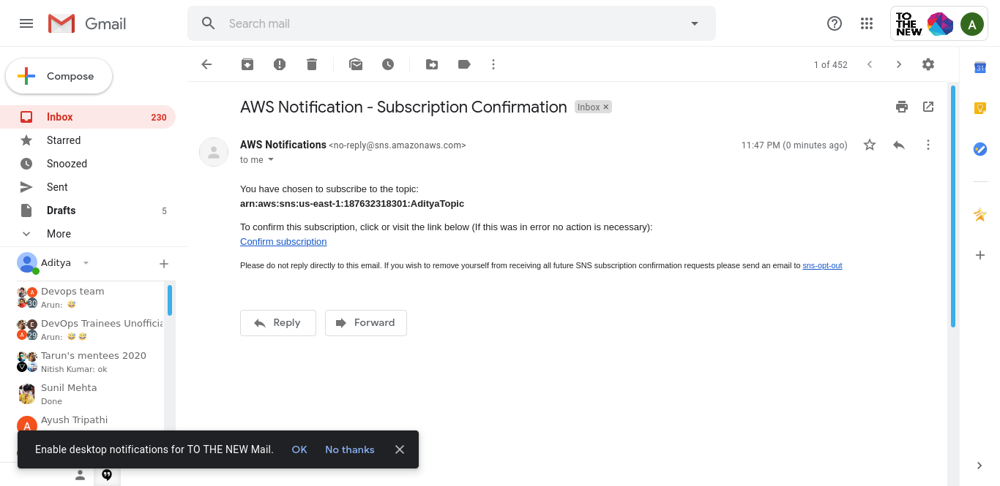 Gmail
Search mail
TO THE NEW
A
Compose
1 of 452
31
Inbox 230
Starred
Snoozed
Sent
Drafts 5
More
AWS Notification - Subscription Confirmation Inbox ×
AWS Notifications <no-reply@sns.amazonaws.com> 11:47 PM (0 minutes ago)
to me
You have chosen to subscribe to the topic:
arn:aws:sns:us-east-1:187632318301:AdityaTopic
To confirm this subscription, click or visit the link below (If this was in error no action is necessary):
Confirm subscription
Please do not reply directly to this email. If you wish to remove yourself from receiving all future SNS subscription confirmation requests please send an email to sns-opt-out
Reply Forward
Aditya
A
30
Devops team
Arun: 😅
E
A
29
DevOps Trainees Unofficia
Arun: 😅 😅
Tarun's mentees 2020
Nitish Kumar: ok
Sunil Mehta
Done
A
Ayush Tripathi
Enable desktop notifications for TO THE NEW Mail. OK No thanks